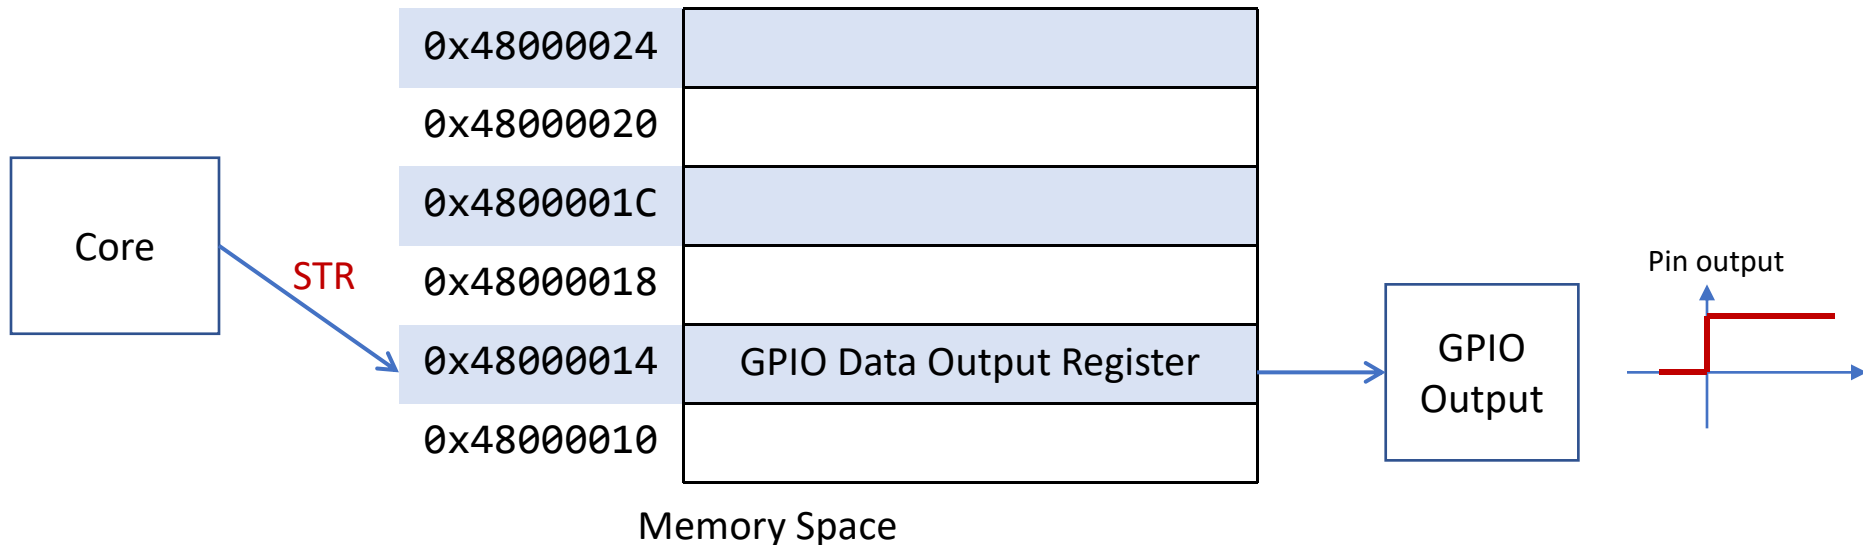 0x48000024
0x48000020
0x4800001C
0x48000018
0x48000014
0x48000010
Core
STR
GPIO Data Output Register
GPIO
Output
Pin output
Memory Space